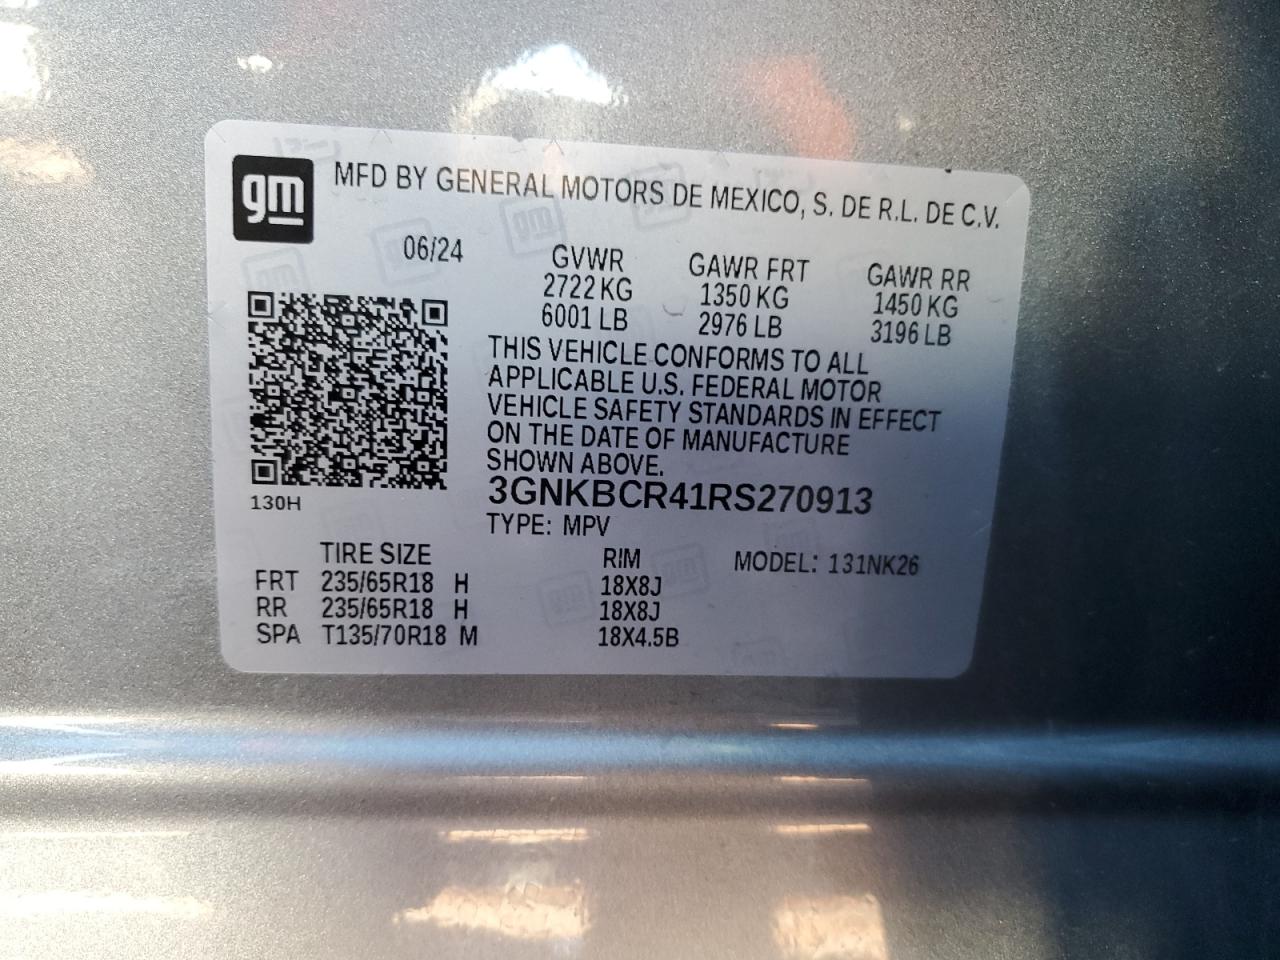 gm
MFD BY GENERAL MOTORS DE MEXICO, S. DE R.L. DE C.V.
06/24
GVWR GAWR FRT GAWR RR
2722 KG 1350 KG 1450 KG
6001 LB 2976 LB 3196 LB
THIS VEHICLE CONFORMS TO ALL
APPLICABLE U.S. FEDERAL MOTOR
VEHICLE SAFETY STANDARDS IN EFFECT
ON THE DATE OF MANUFACTURE
SHOWN ABOVE.
3GNKBCR41RS270913
130H
TYPE: MPV
TIRE SIZE RIM MODEL: 131NK26
FRT 235/65R18 H 18X8J
RR 235/65R18 H 18X8J
SPA T135/70R18 M 18X4.5B